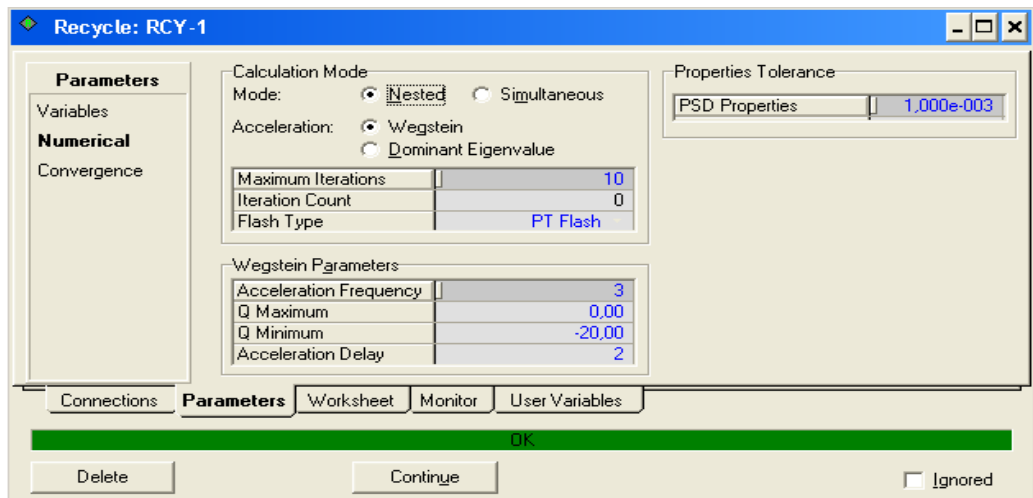 Recycle: RCY-1
Parameters
Variables
Numerical
Convergence
Calculation Mode
Mode: Nested Simultaneous
Acceleration: Wegstein
Dominant Eigenvalue
Maximum Iterations 10
Iteration Count 0
Flash Type PT Flash
Wegstein Parameters
Acceleration Frequency 3
Q Maximum 0,00
Q Minimum -20,00
Acceleration Delay 2
Properties Tolerance
PSD Properties 1,000e-003
Connections Parameters Worksheet Monitor User Variables
OK
Delete Continue Ignored